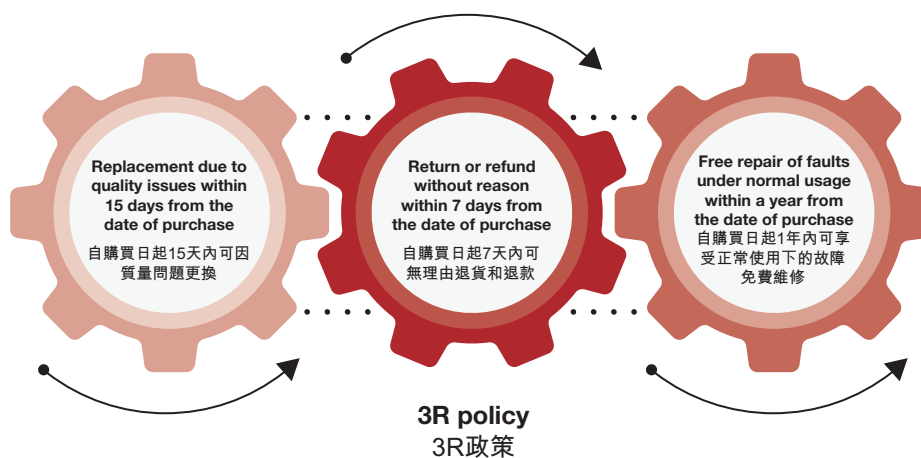 Replacement due to
quality issues within
15 days from the
date of purchase
自購買日起15天內可因
質量問題更換
Return or refund
without reason
within 7 days from
the date of purchase
自購買日起7天內可
無理由退貨和退款
Free repair of faults
under normal usage
within a year from
the date of purchase
自購買日起1年內可享
受正常使用下的故障
免費維修
3R policy
3R政策